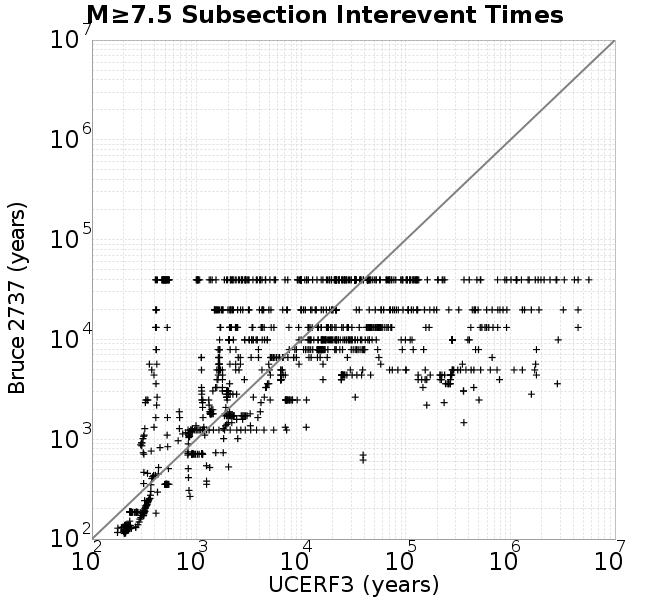 M≥7.5 Subsection Interevent Times
10^7
10^6
10^5
10^4
10^3
10^2
Bruce 2737 (years)
10^2 10^3 10^4 10^5 10^6 10^7
UCERF3 (years)